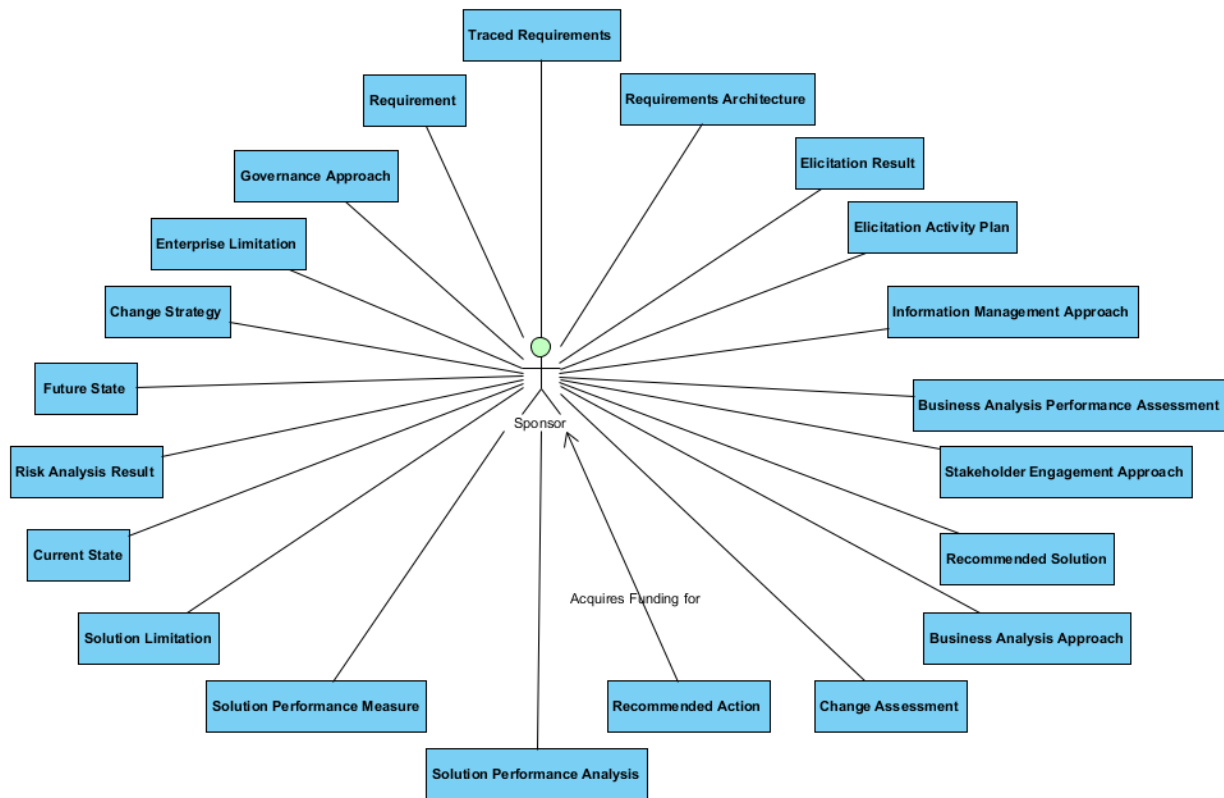 Traced Requirements
Requirement
Requirements Architecture
Governance Approach
Elicitation Result
Enterprise Limitation
Elicitation Activity Plan
Change Strategy
Information Management Approach
Future State
Business Analysis Performance Assessment
Sponsor
Risk Analysis Result
Stakeholder Engagement Approach
Current State
Recommended Solution
Acquires Funding for
Solution Limitation
Business Analysis Approach
Solution Performance Measure
Recommended Action
Change Assessment
Solution Performance Analysis